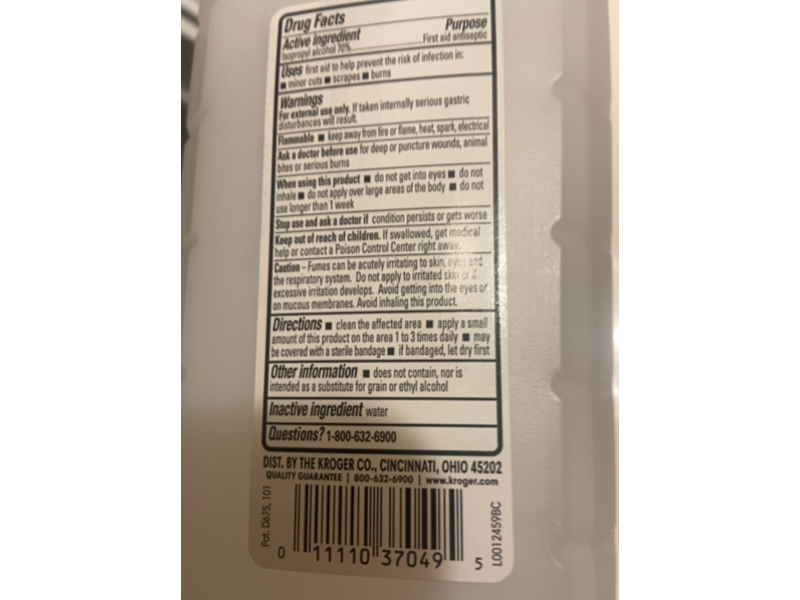 Drug Facts
Active ingredient Purpose
Isopropyl alcohol 70%..................First aid antiseptic
Uses first aid to help prevent the risk of infection in:
■ minor cuts ■ scrapes ■ burns
Warnings
For external use only. If taken internally serious gastric
disturbances will result.
Flammable ■ keep away from fire or flame, heat, spark, electrical
Ask a doctor before use for deep or puncture wounds, animal
bites or serious burns
When using this product ■ do not get into eyes ■ do not
inhale ■ do not apply over large areas of the body ■ do not
use longer than 1 week
Stop use and ask a doctor if condition persists or gets worse
Keep out of reach of children. If swallowed, get medical
help or contact a Poison Control Center right away.
Caution – Fumes can be acutely irritating to skin, eyes and
the respiratory system. Do not apply to irritated skin or if
excessive irritation develops. Avoid getting into the eyes or
on mucous membranes. Avoid inhaling this product.
Directions ■ clean the affected area ■ apply a small
amount of this product on the area 1 to 3 times daily ■ may
be covered with a sterile bandage ■ if bandaged, let dry first
Other information ■ does not contain, nor is
intended as a substitute for grain or ethyl alcohol
Inactive ingredient water
Questions? 1-800-632-6900
DIST. BY THE KROGER CO., CINCINNATI, OHIO 45202
QUALITY GUARANTEE | 800-632-6900 | www.kroger.com
Pat. D675, 101
0 11110 37049 5
L0012459BC